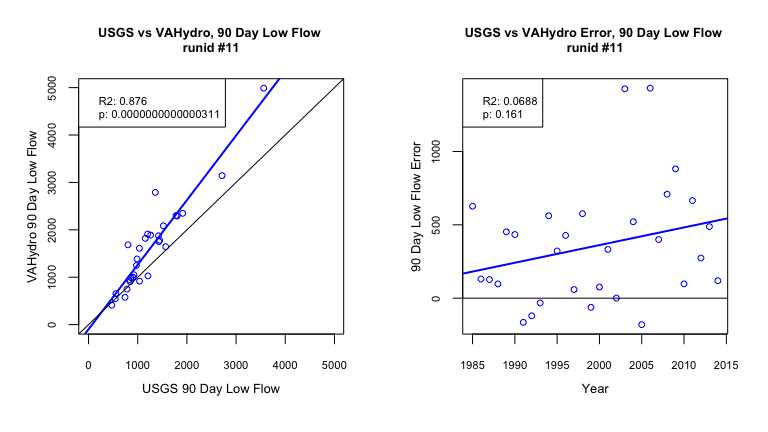 USGS vs VAHydro, 90 Day Low Flow
runid #11
R2: 0.876
p: 0.0000000000000311
VAHydro 90 Day Low Flow
5000
4000
3000
2000
1000
0
0 1000 2000 3000 4000 5000
USGS 90 Day Low Flow
USGS vs VAHydro Error, 90 Day Low Flow
runid #11
R2: 0.0688
p: 0.161
90 Day Low Flow Error
1000
500
0
1985 1990 1995 2000 2005 2010 2015
Year